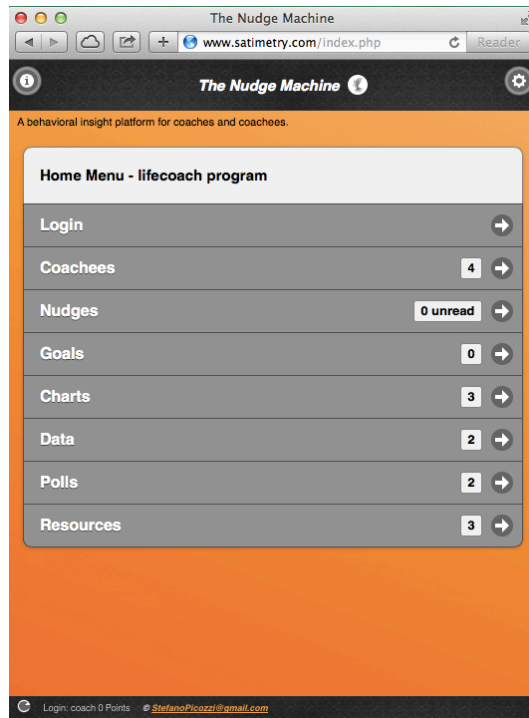 The Nudge Machine
www.satimetry.com/index.php
Reader
The Nudge Machine
A behavioral insight platform for coaches and coachees.
Home Menu - lifecoach program
Login
Coachees 4
Nudges 0 unread
Goals 0
Charts 3
Data 2
Polls 2
Resources 3
Login: coach 0 Points © StefanoPicozzi@gmail.com